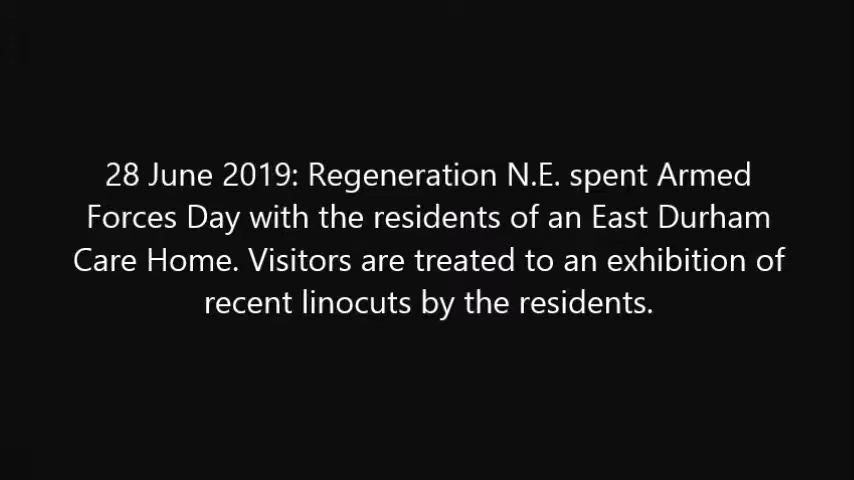 28 June 2019: Regeneration N.E. spent Armed
Forces Day with the residents of an East Durham
Care Home. Visitors are treated to an exhibition of
recent linocuts by the residents.